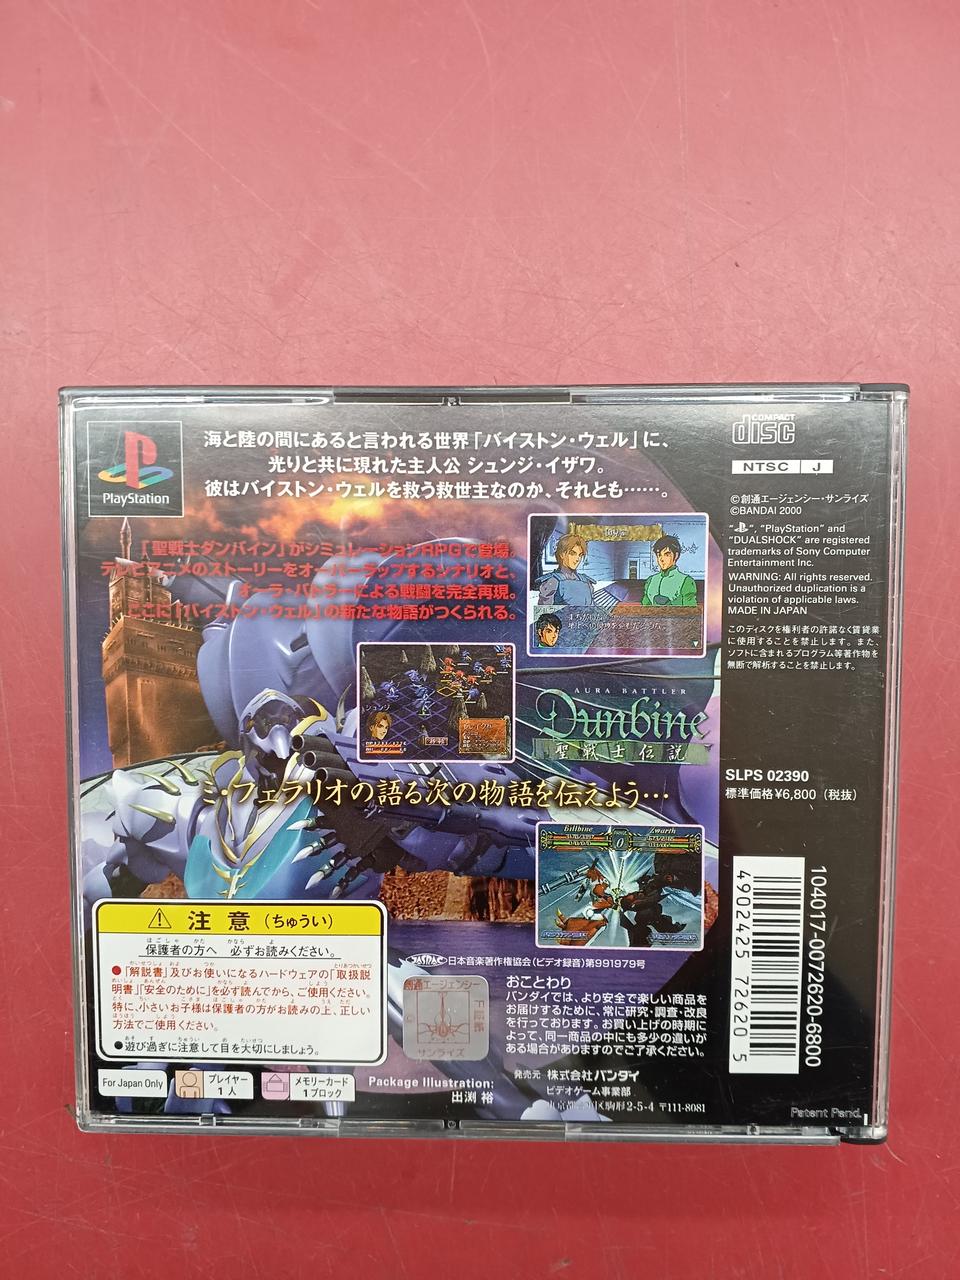 PlayStation
海と陸の間にあると言われる世界「バイストン・ウェル」に、
光りと共に現れた主人公 シュンジ・イザワ。
彼はバイストン・ウェルを救う救世主なのか、それとも……。
「聖戦士ダンバイン」がシミュレーションRPGで登場。
テレビアニメのストーリーをオーバーラップするシナリオと、
オーラ・バトラーによる戦闘を完全再現。
ここに「バイストン・ウェル」の新たな物語がつくられる。
シュンジ
AURA BATTLER
Dunbine
聖戦士伝説
ミ・フェラリオの語る次の物語を伝えよう…
Billbine
Zwarth
COMPACT
disc
NTSC J
©創通エージェンシー・サンライズ
©BANDAI 2000
"PS", "PlayStation" and
"DUALSHOCK" are registered
trademarks of Sony Computer
Entertainment Inc.
WARNING: All rights reserved.
Unauthorized duplication is a
violation of applicable laws.
MADE IN JAPAN
このディスクを権利者の許諾なく賃貸業
に使用することを禁止します。また、
ソフトに含まれるプログラム等著作物を
無断で解析することを禁止します。
SLPS 02390
標準価格¥6,800（税抜）
104017-0072620-6800
4902425 72620 5
注意（ちゅうい）
保護者の方へ 必ずお読みください。
●「解説書」及びお使いになるハードウェアの「取扱説
明書」「安全のために」を必ず読んでから、ご使用ください。
特に、小さいお子様は保護者の方がお読みの上、正しい
方法でご使用ください。
●遊び過ぎに注意して目を大切にしましょう。
For Japan Only
プレイヤー
1人
メモリーカード
1ブロック
JASRAC 日本音楽著作権協会(ビデオ録音)第991979号
創通エージェンシー
サンライズ
Package Illustration:
出渕 裕
おことわり
バンダイでは、より安全で楽しい商品を
お届けするために、常に研究・調査・改良
を行っております。お買い上げの時期に
よって、同一商品の中にも多少の違いが
ある場合がありますのでご了承ください。
発売元 株式会社バンダイ
ビデオゲーム事業部
駒形2-5-4 〒111-8081
Patent Pend.